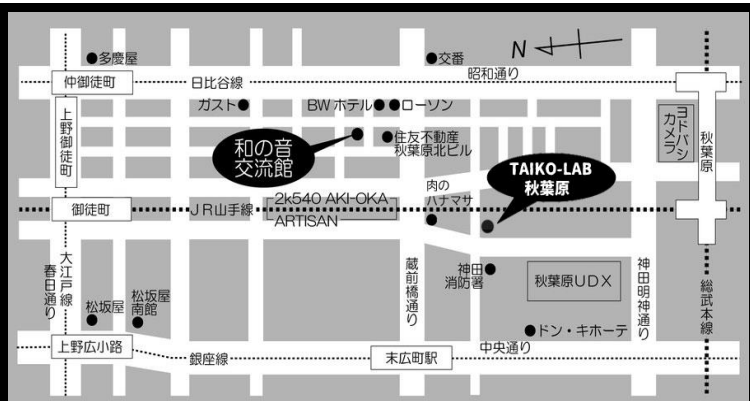 多慶屋
交番
N
昭和通り
仲御徒町
日比谷線
ガスト
BWホテル
ローソン
上野御徒町
和の音
交流館
住友不動産
秋葉原北ビル
ヨドバシ
カメラ
秋葉原
TAIKO-LAB
秋葉原
肉の
ハナマサ
御徒町
JR山手線
2k540 AKI-OKA
ARTISAN
大江戸線
春日通り
蔵前橋通り
神田
消防署
秋葉原UDX
神田明神通り
総武本線
松坂屋
松坂屋
南館
ドン・キホーテ
上野広小路
銀座線
末広町駅
中央通り